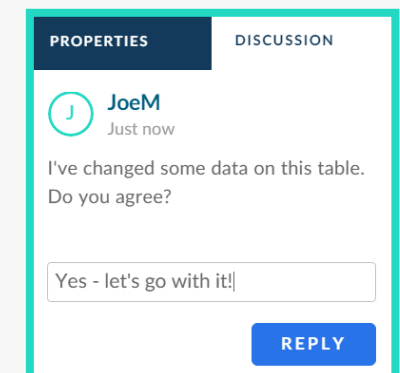 PROPERTIES DISCUSSION
J
JoeM
Just now
I've changed some data on this table.
Do you agree?
Yes - let's go with it!
REPLY